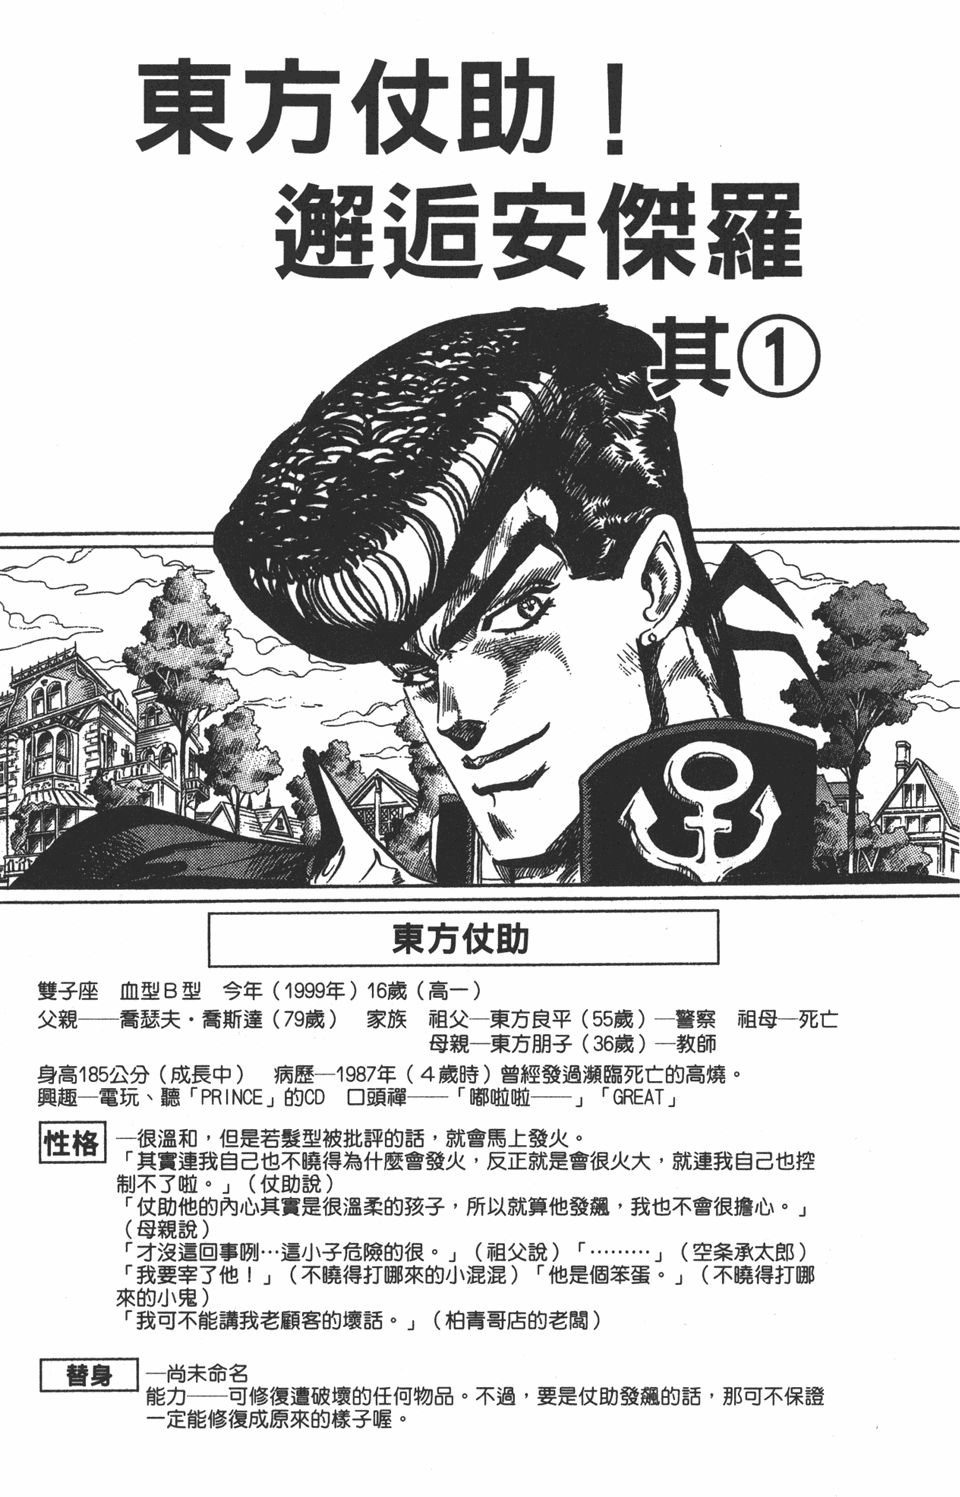 東方仗助！
邂逅安傑羅
其①
東方仗助
雙子座　血型B型　今年（1999年）16歲（高一）
父親──喬瑟夫・喬斯達（79歲）　家族　祖父─東方良平（55歲）─警察　祖母─死亡
母親─東方朋子（36歲）─教師
身高185公分（成長中）　病歷─1987年（４歲時）曾經發過瀕臨死亡的高燒。
興趣─電玩、聽「PRINCE」的CD　口頭禪──「嘟啦啦──」「GREAT」
性格
─很溫和，但是若髮型被批評的話，就會馬上發火。
「其實連我自己也不曉得為什麼會發火，反正就是會很火大，就連我自己也控
制不了啦。」（仗助說）
「仗助他的內心其實是很溫柔的孩子，所以就算他發飆，我也不會很擔心。」
（母親說）
「才沒這回事咧…這小子危險的很。」（祖父說）「………」（空条承太郎）
「我要宰了他！」（不曉得打哪來的小混混）「他是個笨蛋。」（不曉得打哪
來的小鬼）
「我可不能講我老顧客的壞話。」（柏青哥店的老闆）
替身
─尚未命名
能力──可修復遭破壞的任何物品。不過，要是仗助發飆的話，那可不保證
一定能修復成原來的樣子喔。